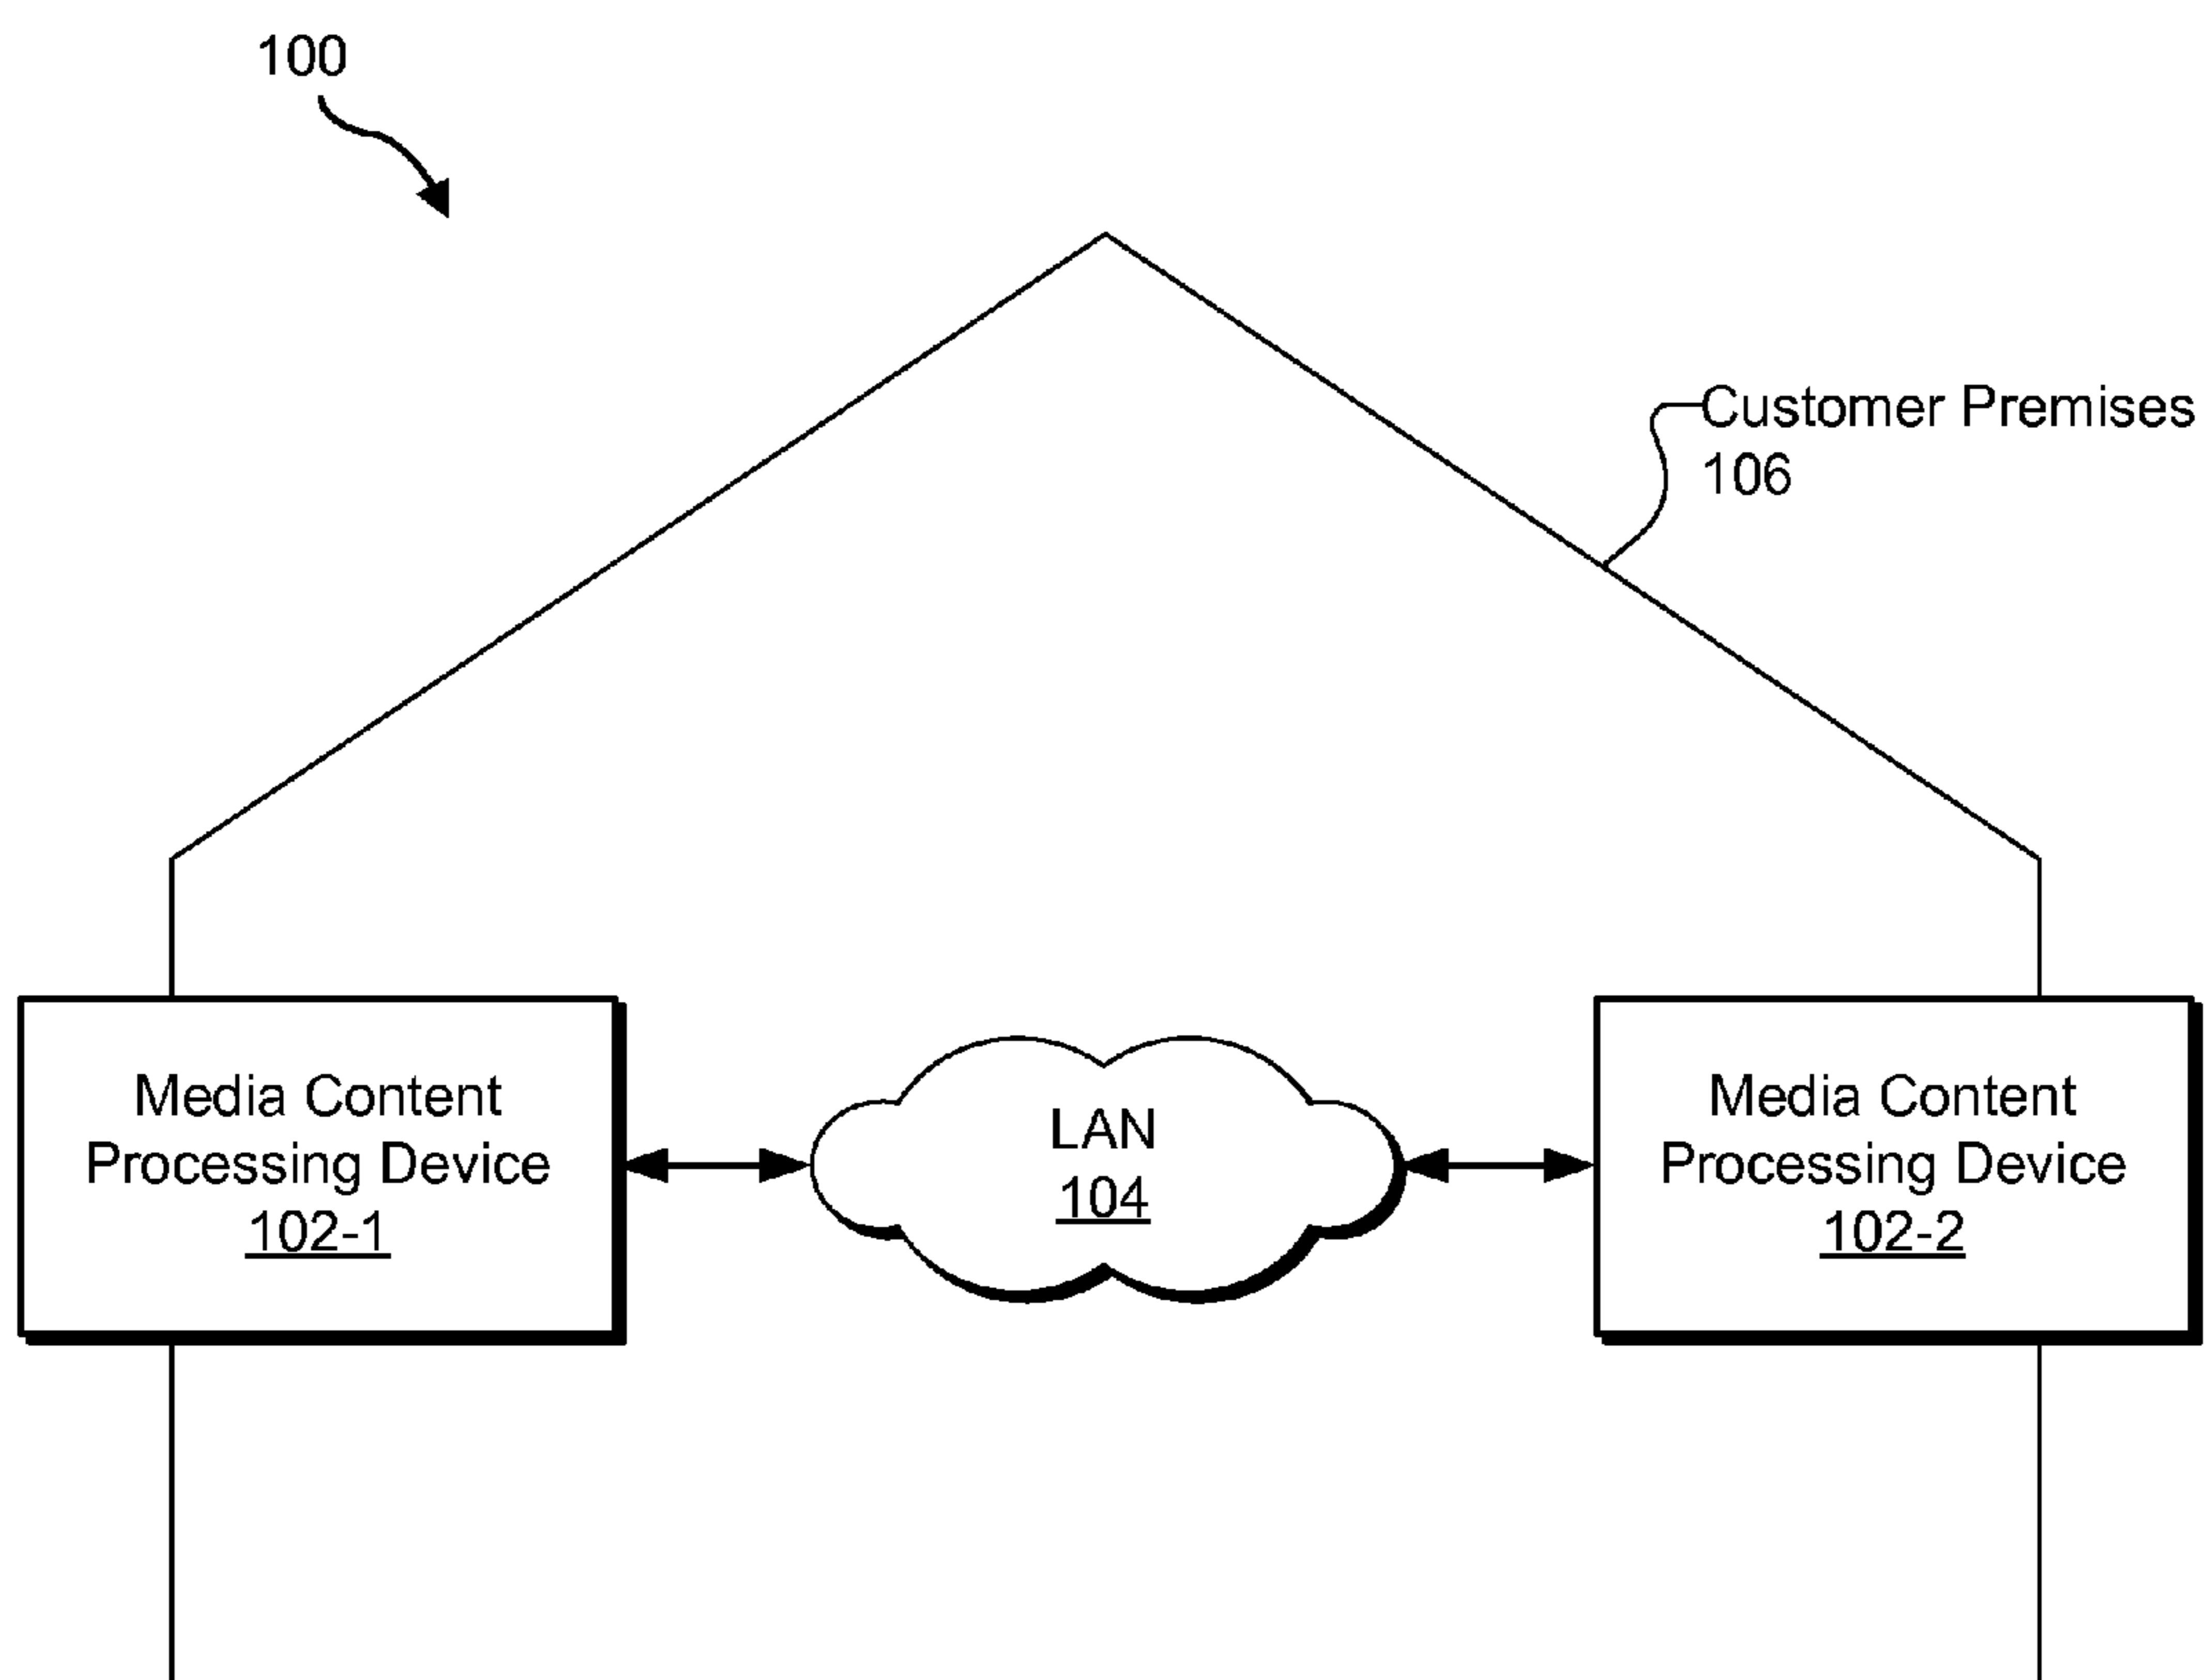 100
Customer Premises
106
Media Content
Processing Device
102-1
LAN
104
Media Content
Processing Device
102-2